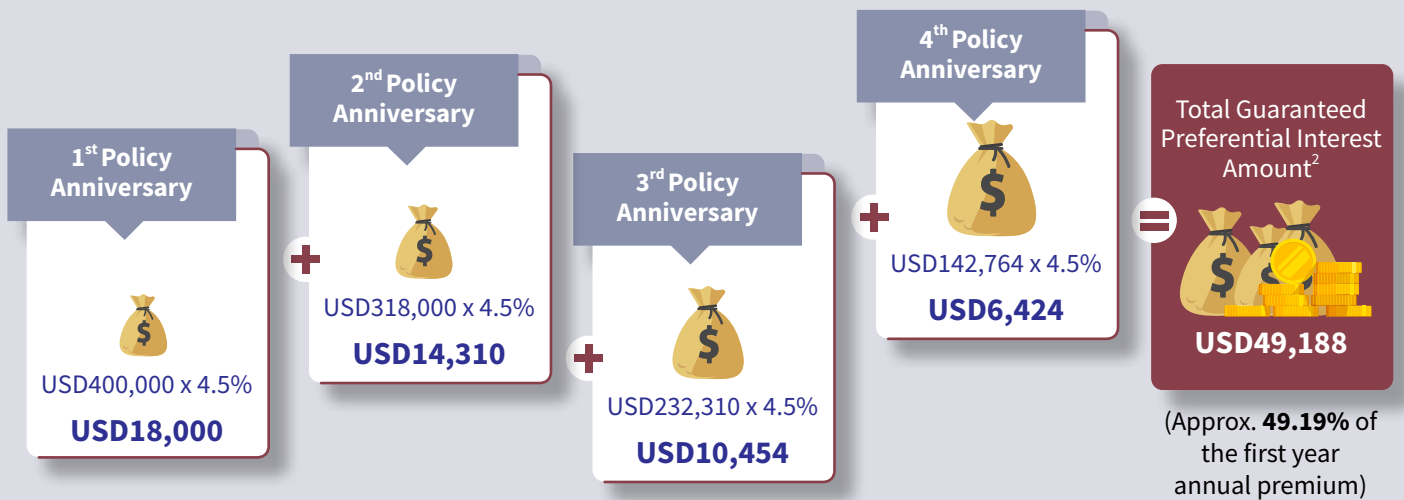 1st Policy
Anniversary
$
USD400,000 x 4.5%
USD18,000
+
2nd Policy
Anniversary
$
USD318,000 x 4.5%
USD14,310
+
3rd Policy
Anniversary
$
USD232,310 x 4.5%
USD10,454
+
4th Policy
Anniversary
$
USD142,764 x 4.5%
USD6,424
=
Total Guaranteed
Preferential Interest
Amount2
$ $ $
USD49,188
(Approx. 49.19% of
the first year
annual premium)